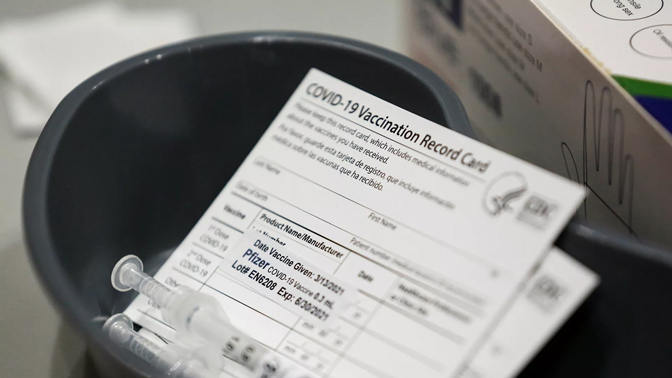 COVID-19 Vaccination Record Card
Please keep this record card, which includes medical information
about the vaccines you have received.
Por favor, guarde esta tarjeta de registro, que incluye información
médica sobre las vacunas que ha recibido.
Last Name
First Name
Date of birth
Patient number
Vaccine
Product Name/Manufacturer
Date
Healthcare Professional
Lot Number
1st Dose
COVID-19
2nd Dose
COVID-19
Date Vaccine Given: 3/13/2021
Pfizer COVID-19 Vaccine 0.3 mL
Lot# EN6208 Exp: 6/30/2021
CDC